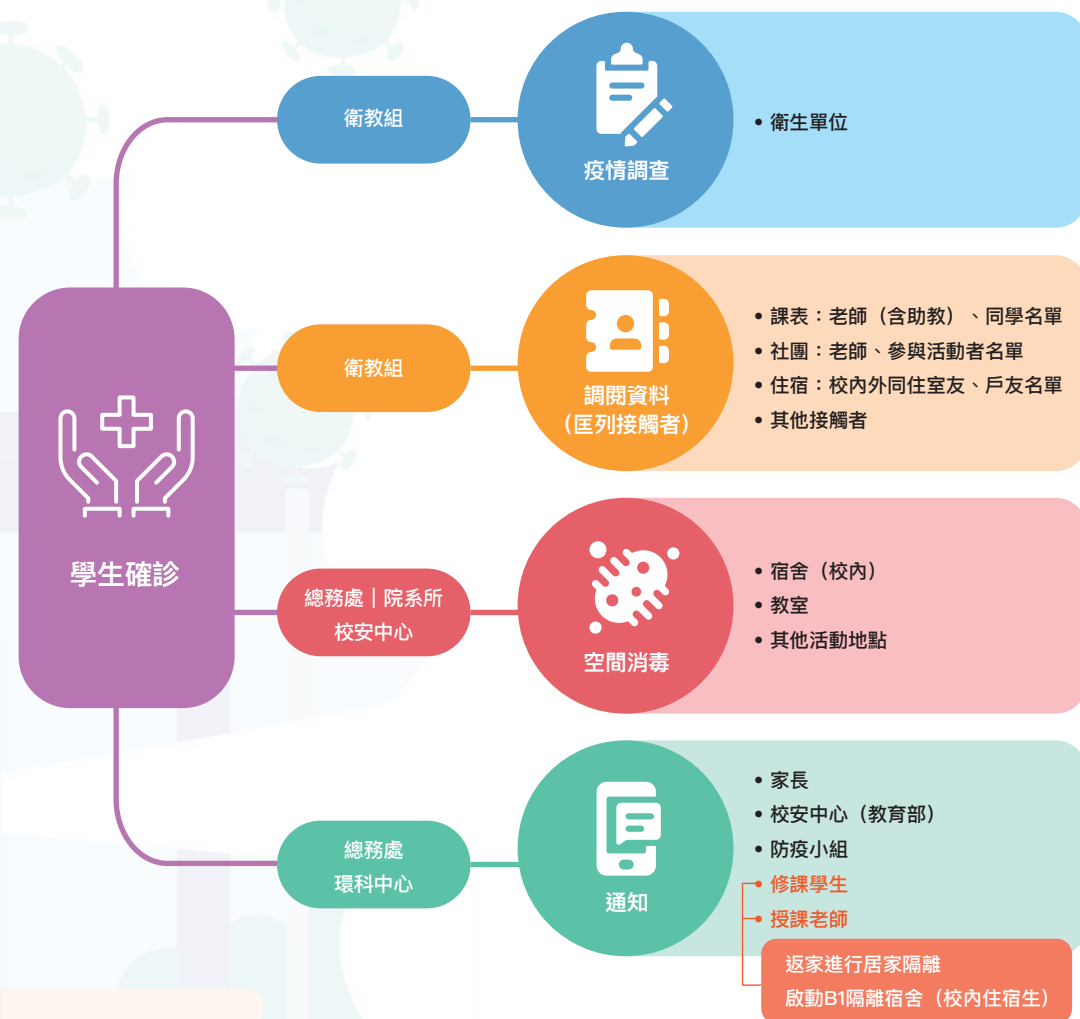 學生確診
衛教組
疫情調查
• 衛生單位
衛教組
調閱資料
（匡列接觸者）
• 課表：老師（含助教）、同學名單
• 社團：老師、參與活動者名單
• 住宿：校內外同住室友、戶友名單
• 其他接觸者
總務處｜院系所
校安中心
空間消毒
• 宿舍（校內）
• 教室
• 其他活動地點
總務處
環科中心
通知
• 家長
• 校安中心（教育部）
• 防疫小組
• 修課學生
• 授課老師
返家進行居家隔離
啟動B1隔離宿舍（校內住宿生）